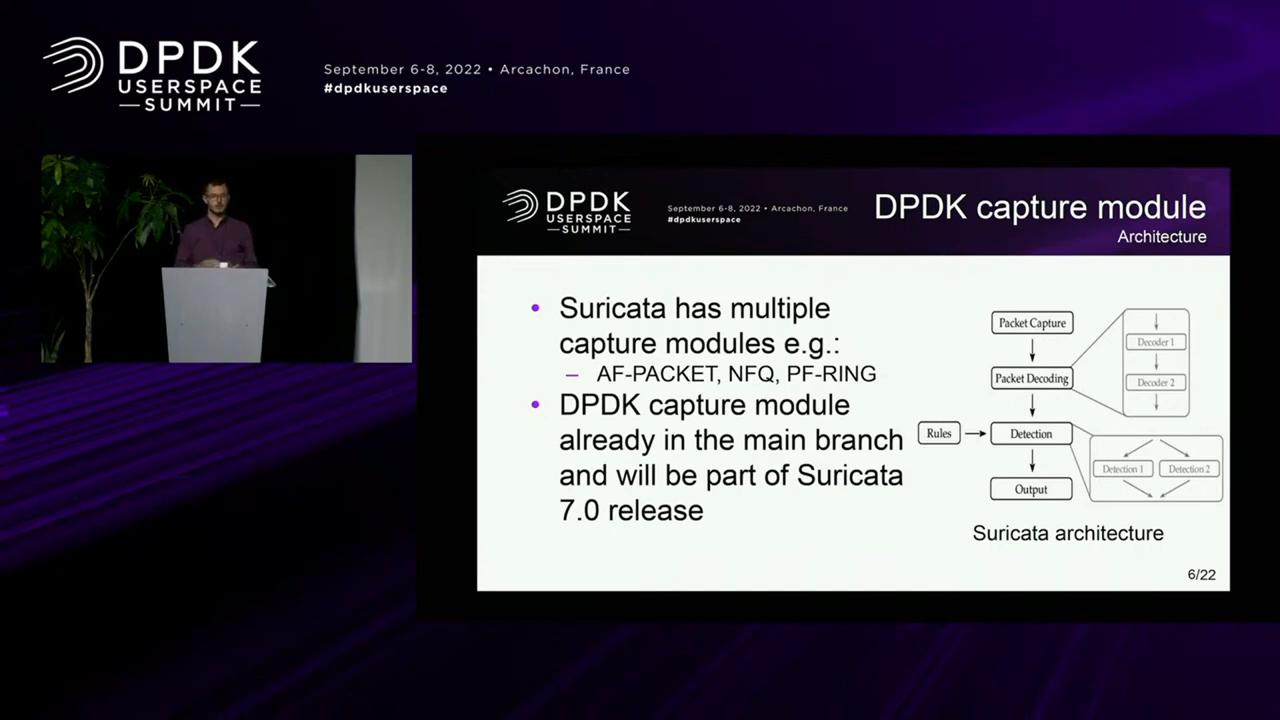 DPDK
USERSPACE
SUMMIT
September 6-8, 2022 • Arcachon, France
#dpdkuserspace
DPDK
USERSPACE
SUMMIT
September 6-8, 2022 • Arcachon, France
#dpdkuserspace
DPDK capture module
Architecture
• Suricata has multiple
capture modules e.g.:
– AF-PACKET, NFQ, PF-RING
• DPDK capture module
already in the main branch
and will be part of Suricata
7.0 release
Packet Capture
Packet Decoding
Decoder 1
Decoder 2
Rules
Detection
Detection 1
Detection 2
Output
Suricata architecture
6/22